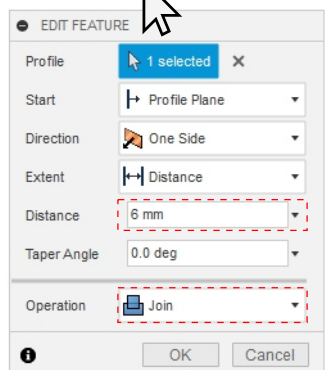 EDIT FEATURE
Profile 1 selected
Start Profile Plane
Direction One Side
Extent Distance
Distance 6 mm
Taper Angle 0.0 deg
Operation Join
OK Cancel